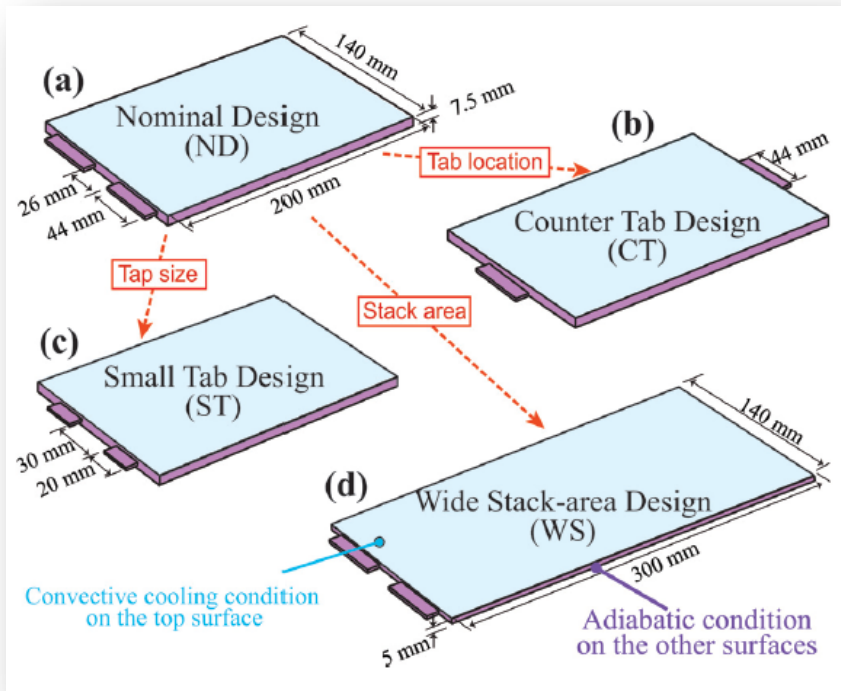 (a)
Nominal Design
(ND)
140 mm
7.5 mm
26 mm
44 mm
200 mm
Tab location
(b)
44 mm
Counter Tab Design
(CT)
Tap size
Stack area
(c)
Small Tab Design
(ST)
30 mm
20 mm
(d)
Wide Stack-area Design
(WS)
140 mm
300 mm
5 mm
Convective cooling condition
on the top surface
Adiabatic condition
on the other surfaces